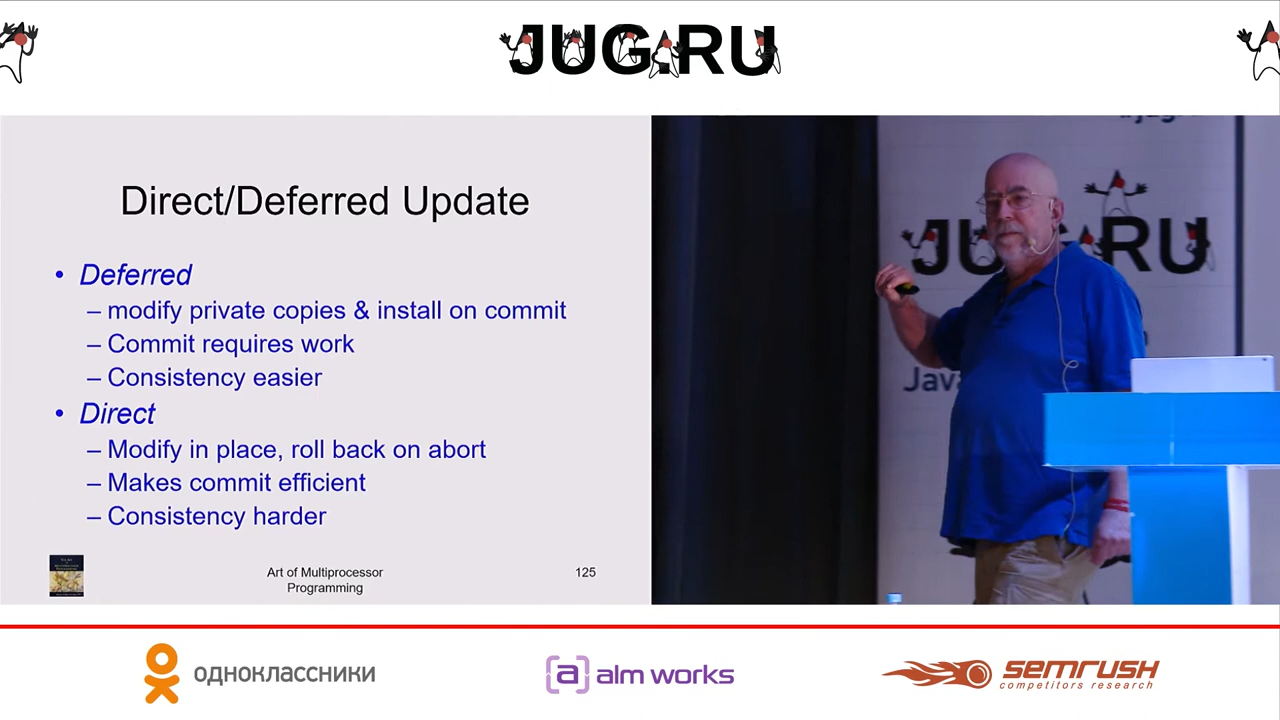 JUG.RU
Direct/Deferred Update
• Deferred
– modify private copies & install on commit
– Commit requires work
– Consistency easier
• Direct
– Modify in place, roll back on abort
– Makes commit efficient
– Consistency harder
Art of Multiprocessor
Programming
125
JUG.RU
Java
одноклассники
[a] alm works
semrush
competitors research